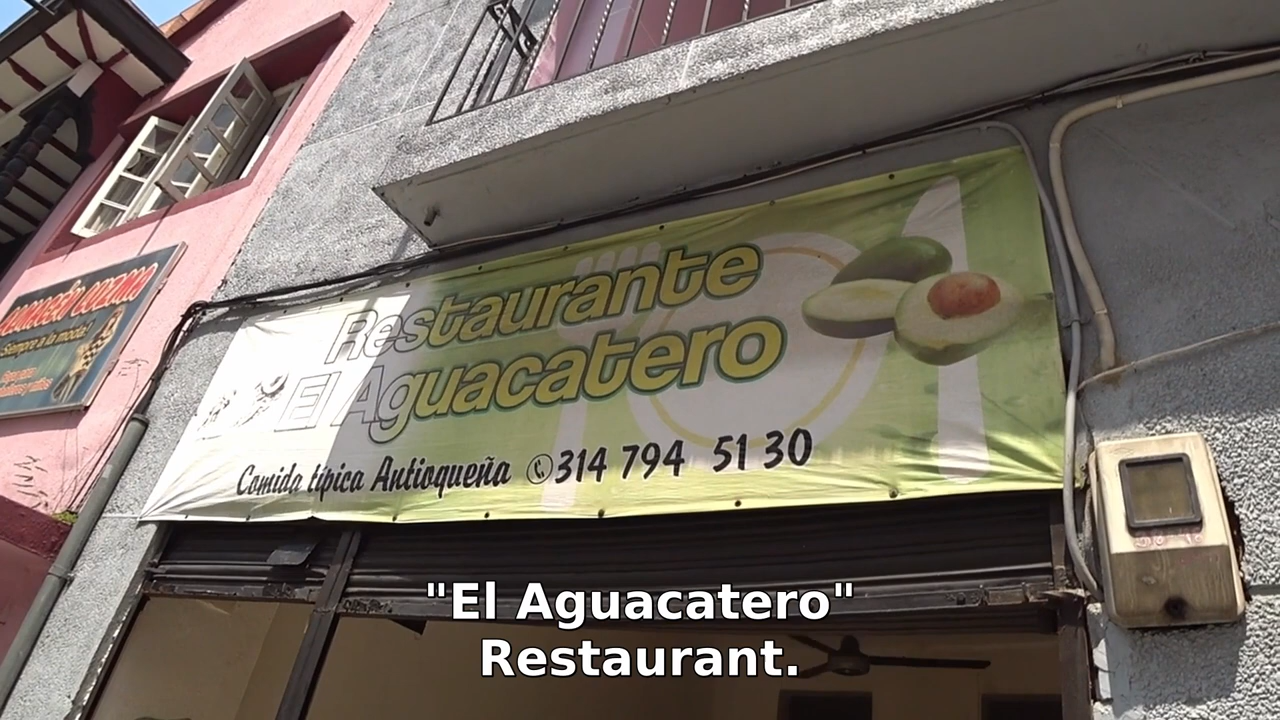 Restaurante
El Aguacatero
Comida típica Antioqueña 314 794 51 30
Siempre a la moda!
"El Aguacatero"
Restaurant.